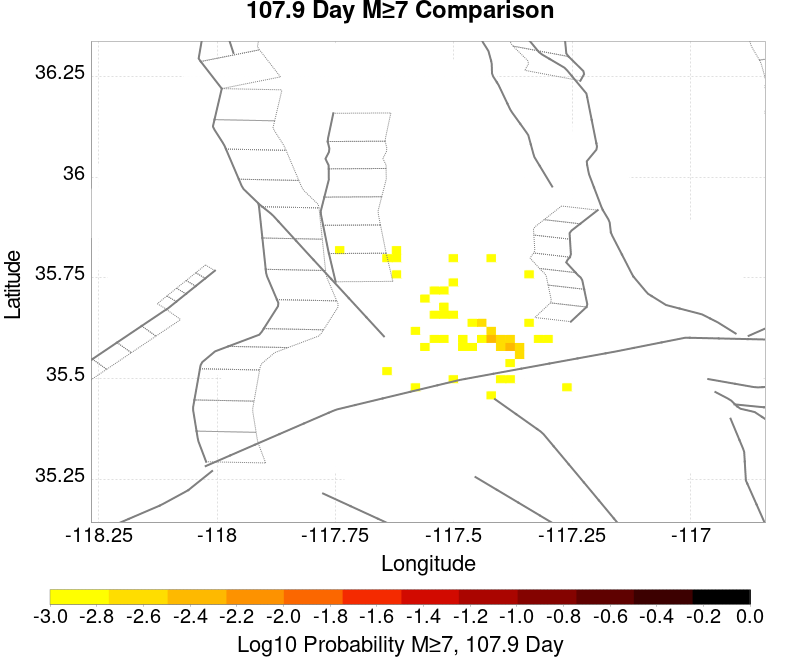 107.9 Day M≥7 Comparison
36.25
36
35.75
35.5
35.25
Latitude
-118.25 -118 -117.75 -117.5 -117.25 -117
Longitude
-3.0 -2.8 -2.6 -2.4 -2.2 -2.0 -1.8 -1.6 -1.4 -1.2 -1.0 -0.8 -0.6 -0.4 -0.2 0.0
Log10 Probability M≥7, 107.9 Day